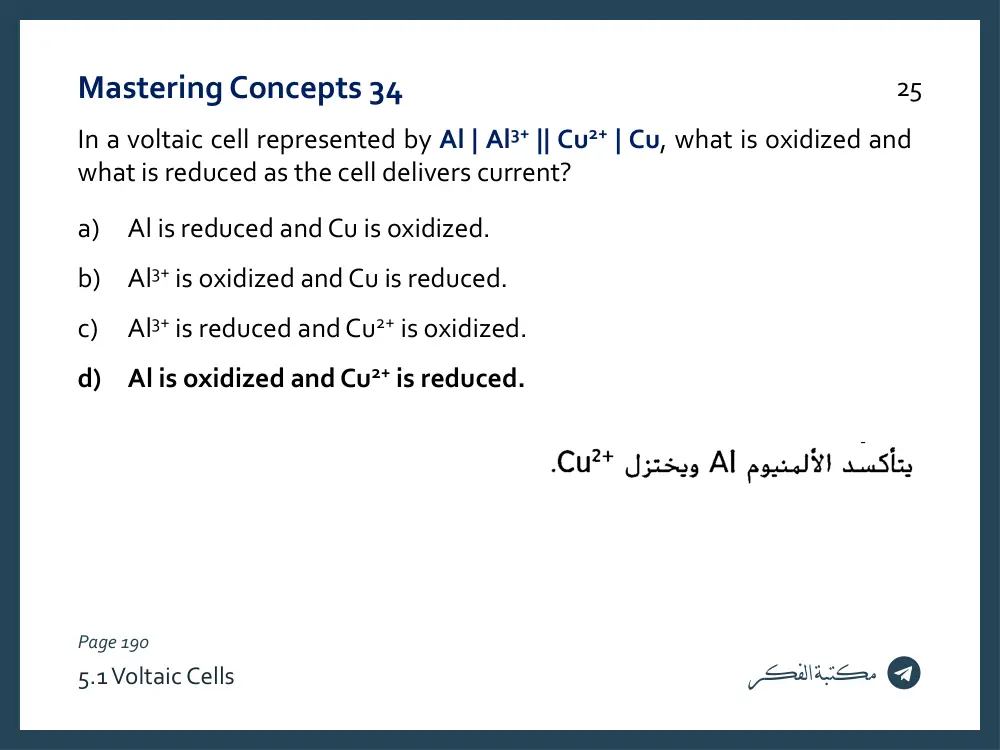 Mastering Concepts 34
25
In a voltaic cell represented by Al | Al³⁺ || Cu²⁺ | Cu, what is oxidized and
what is reduced as the cell delivers current?
a) Al is reduced and Cu is oxidized.
b) Al³⁺ is oxidized and Cu is reduced.
c) Al³⁺ is reduced and Cu²⁺ is oxidized.
d) Al is oxidized and Cu²⁺ is reduced.
يتأكسد الألمنيوم Al ويختزل Cu²⁺.
Page 190
5.1 Voltaic Cells
مكتبة الفكر